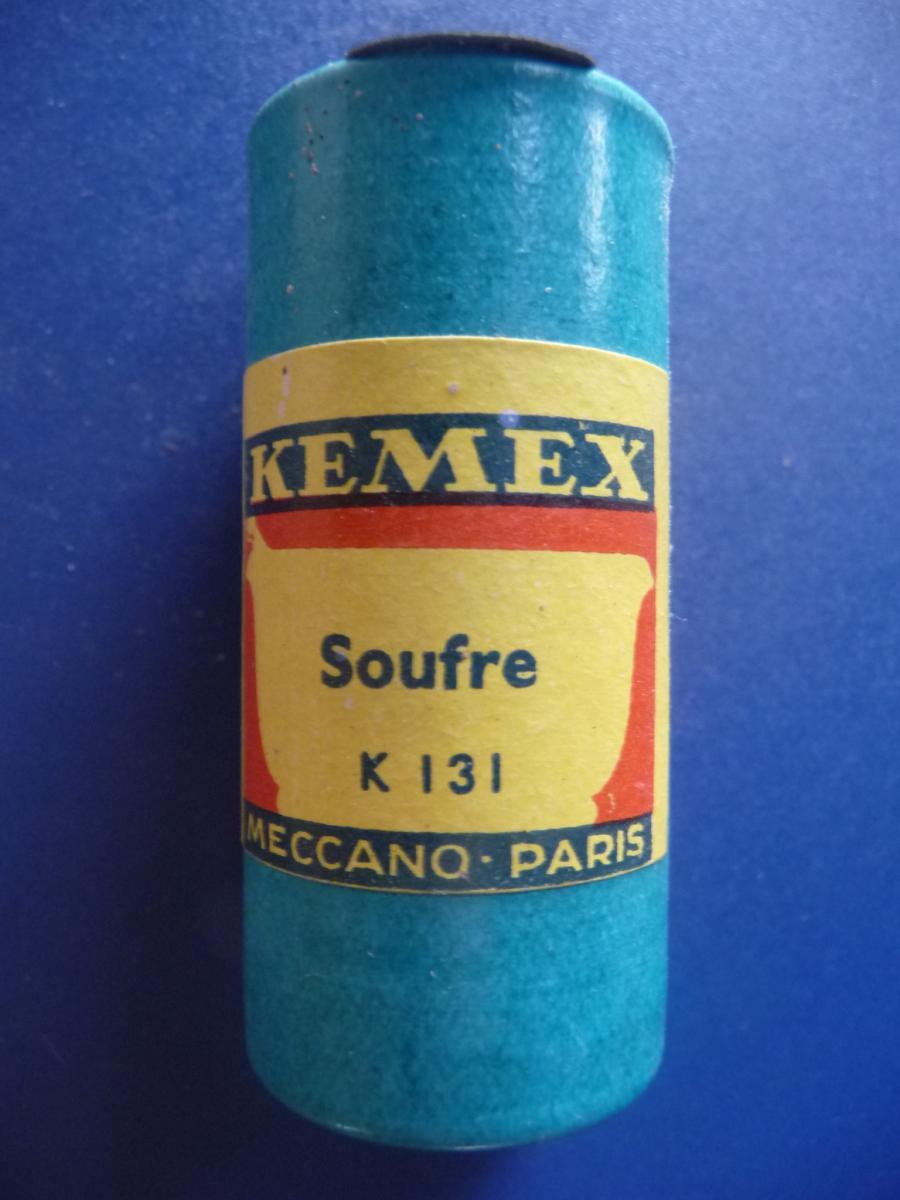 KEMEX
Soufre
K 131
MECCANO · PARIS